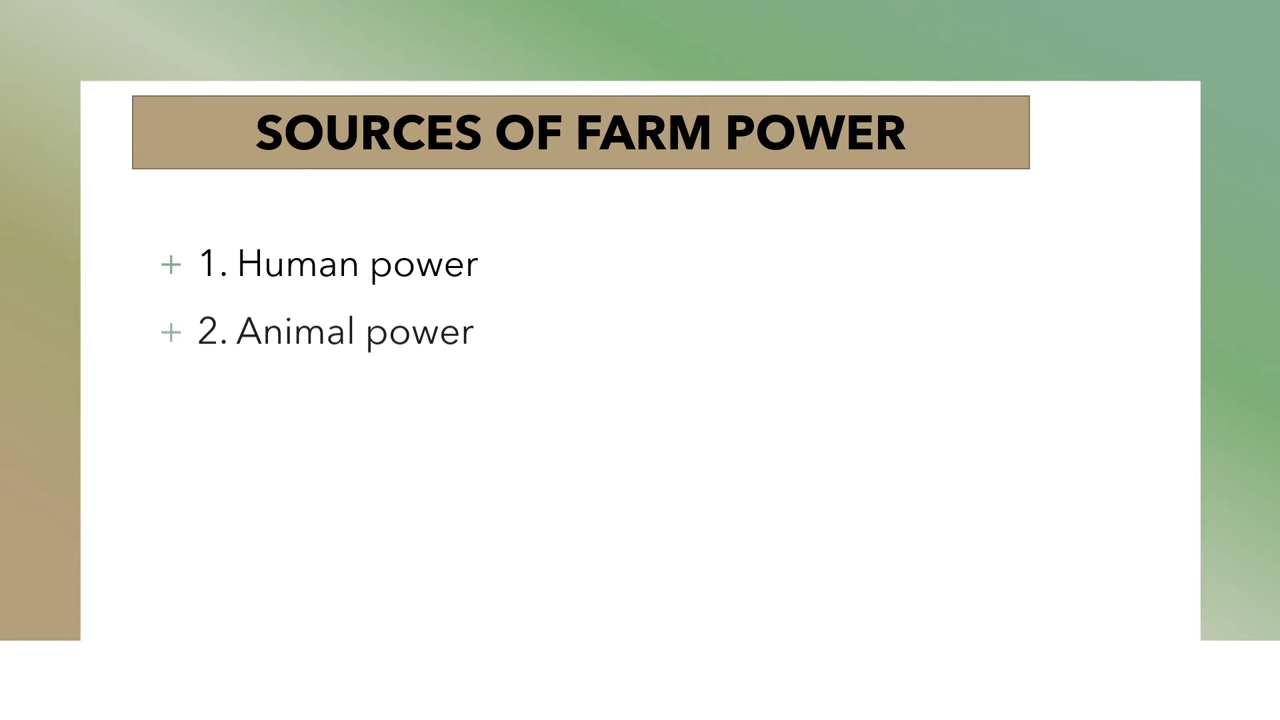 SOURCES OF FARM POWER
+ 1. Human power
+ 2. Animal power